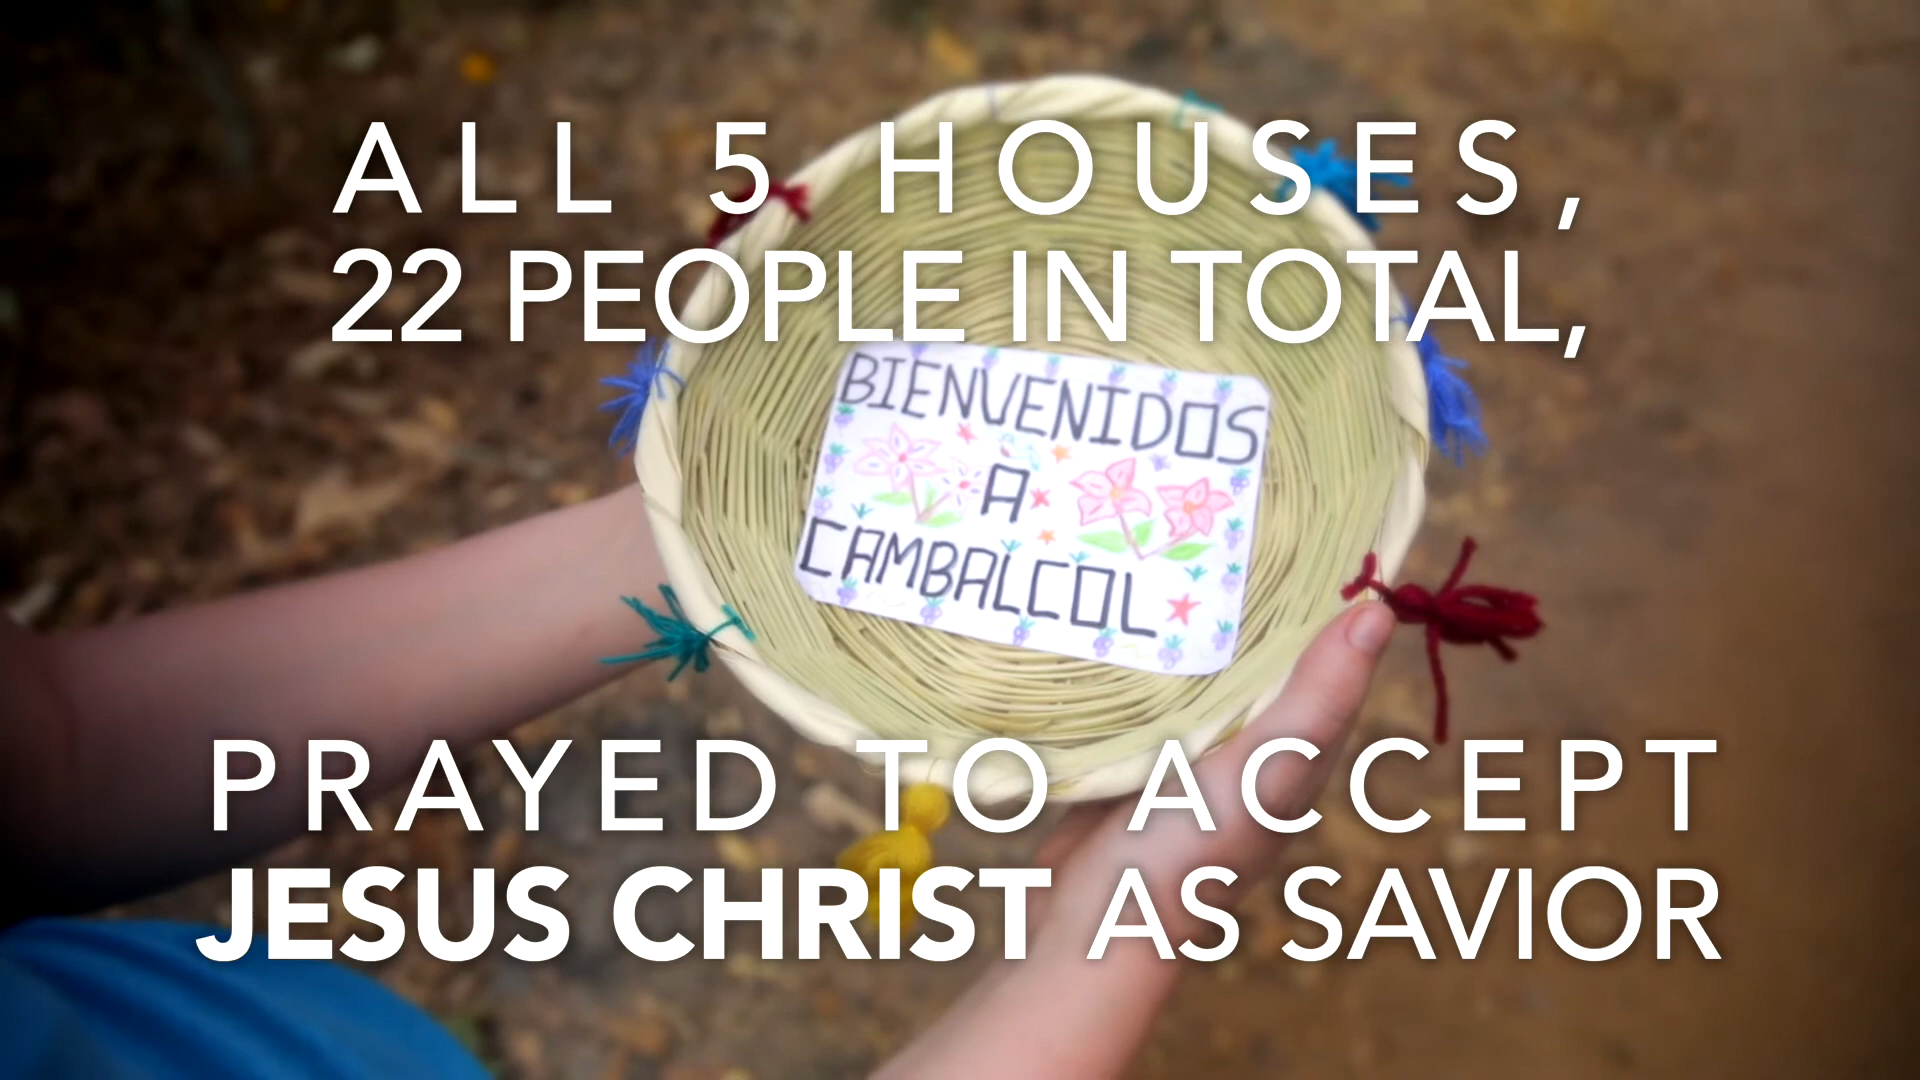 ALL 5 HOUSES,
22 PEOPLE IN TOTAL,
BIENVENIDOS
A
CAMBALCOL
PRAYED TO ACCEPT
JESUS CHRIST AS SAVIOR